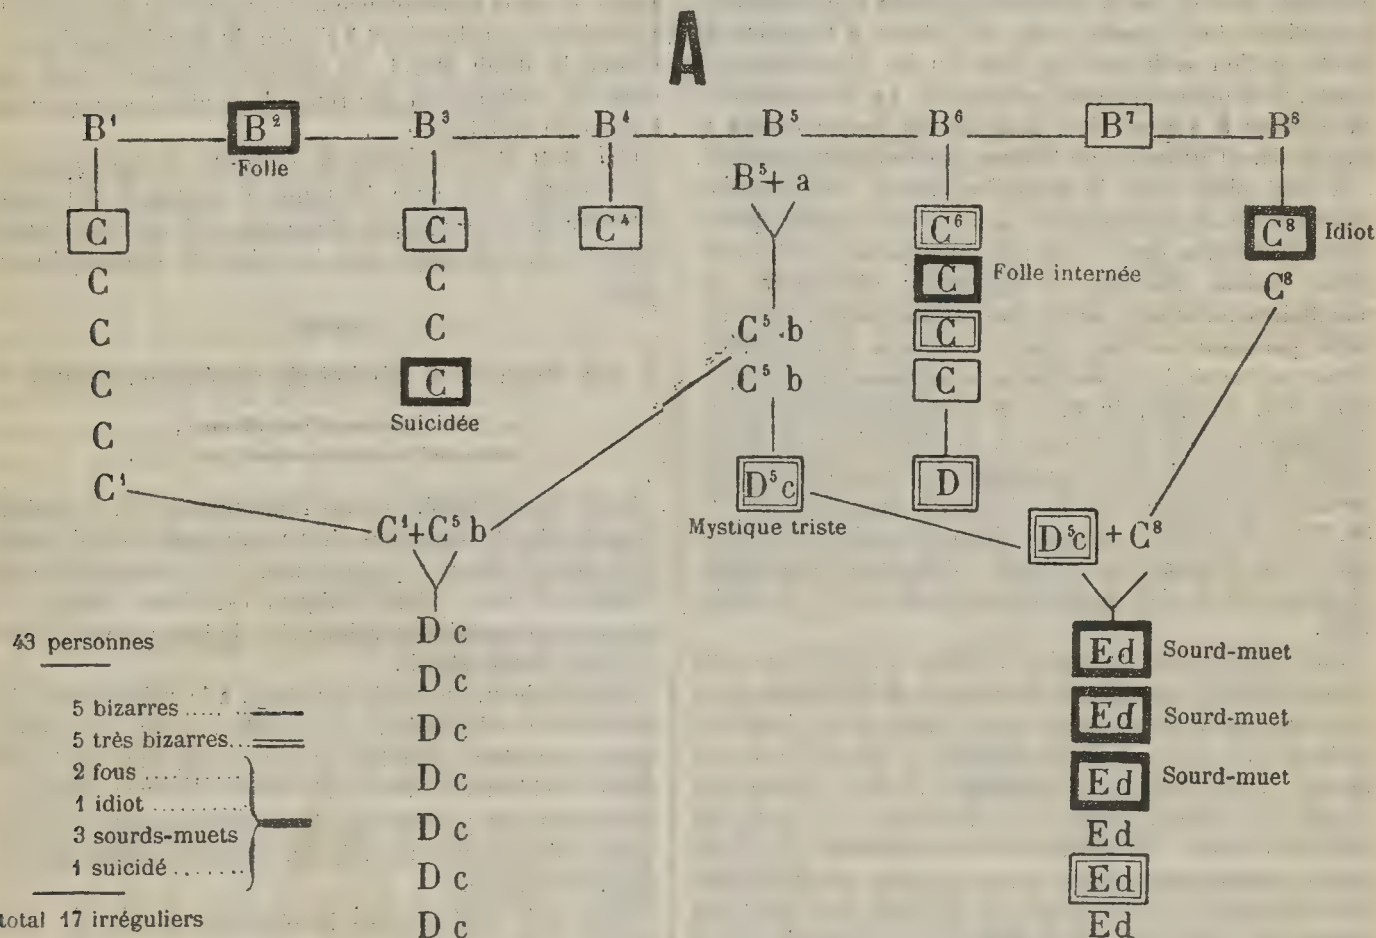 A
B¹ B² B³ B⁴ B⁵ B⁶ B⁷ B⁸
Folle
B⁵+ a
C C C⁴ C⁶ C⁸ Idiot
C C C Folle internée C⁸
C C C⁵ b C
C C C⁵ b C
Suicidée
C
C¹ D⁵c D
Mystique triste
C¹+C⁵ b D⁵c + C⁸
D c
43 personnes
Ed Sourd-muet
D c
5 bizarres
D c Ed Sourd-muet
5 très bizarres
2 fous D c Ed Sourd-muet
1 idiot
3 sourds-muets D c Ed
1 suicidé D c Ed
total 17 irréguliers D c Ed